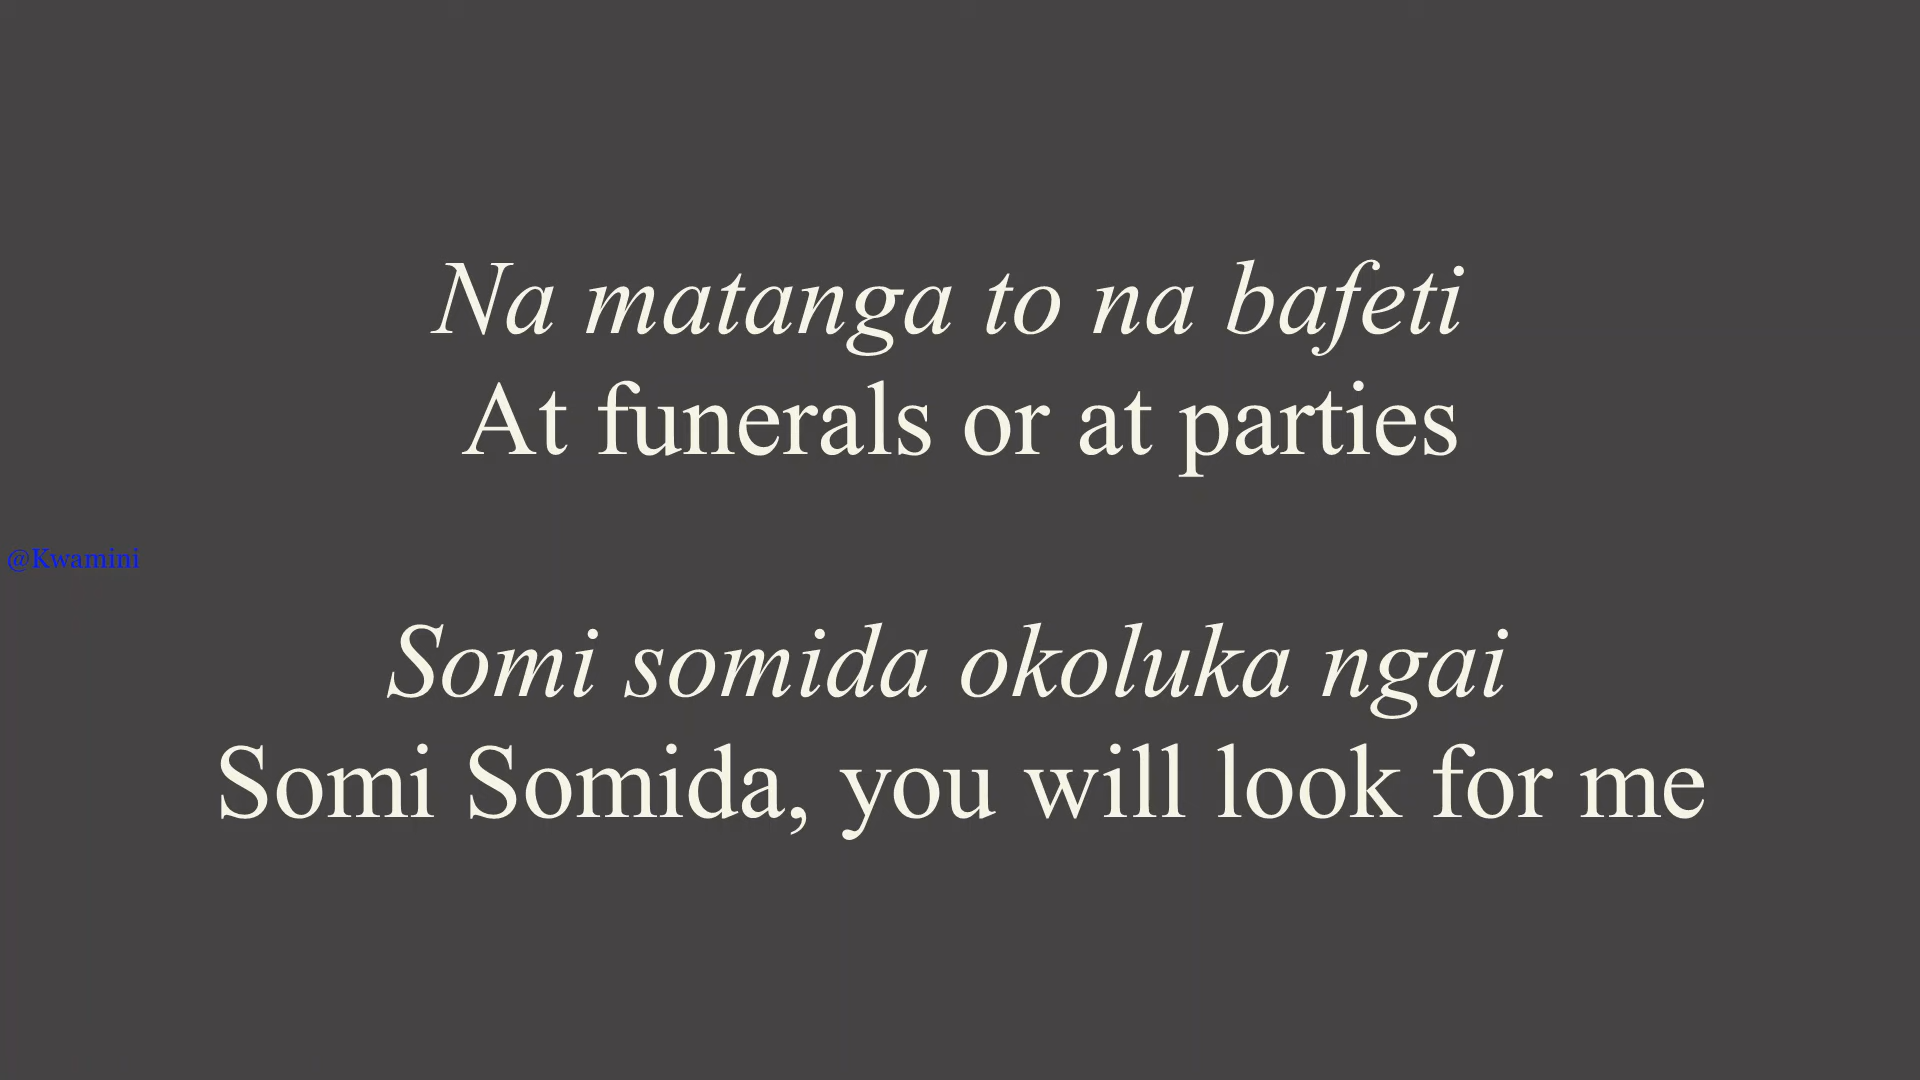 Na matanga to na bafeti
At funerals or at parties
@Kwamini
Somi somida okoluka ngai
Somi Somida, you will look for me